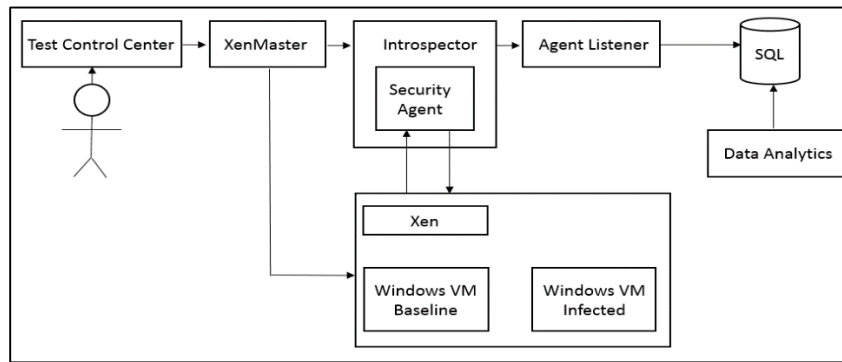 Test Control Center
XenMaster
Introspector
Agent Listener
SQL
Security
Agent
Data Analytics
Xen
Windows VM
Baseline
Windows VM
Infected